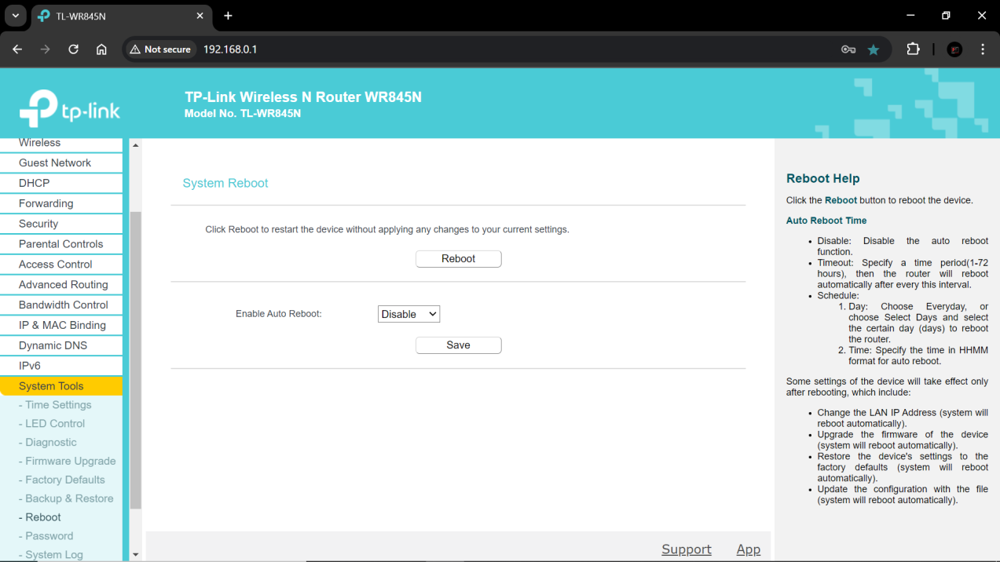 TL-WR845N
Not secure
192.168.0.1
tp-link
TP-Link Wireless N Router WR845N
Model No. TL-WR845N
Wireless
Guest Network
DHCP
Forwarding
Security
Parental Controls
Access Control
Advanced Routing
Bandwidth Control
IP & MAC Binding
Dynamic DNS
IPv6
System Tools
- Time Settings
- LED Control
- Diagnostic
- Firmware Upgrade
- Factory Defaults
- Backup & Restore
- Reboot
- Password
- System Log
System Reboot
Click Reboot to restart the device without applying any changes to your current settings.
Reboot
Enable Auto Reboot:
Disable
Save
Support
App
Reboot Help
Click the Reboot button to reboot the device.
Auto Reboot Time
• Disable: Disable the auto reboot
function.
• Timeout: Specify a time period(1-72
hours), then the router will reboot
automatically after every this interval.
• Schedule:
1. Day: Choose Everyday, or
choose Select Days and select
the certain day (days) to reboot
the router.
2. Time: Specify the time in HHMM
format for auto reboot.
Some settings of the device will take effect only
after rebooting, which include:
• Change the LAN IP Address (system will
reboot automatically).
• Upgrade the firmware of the device
(system will reboot automatically).
• Restore the device's settings to the
factory defaults (system will reboot
automatically).
• Update the configuration with the file
(system will reboot automatically).